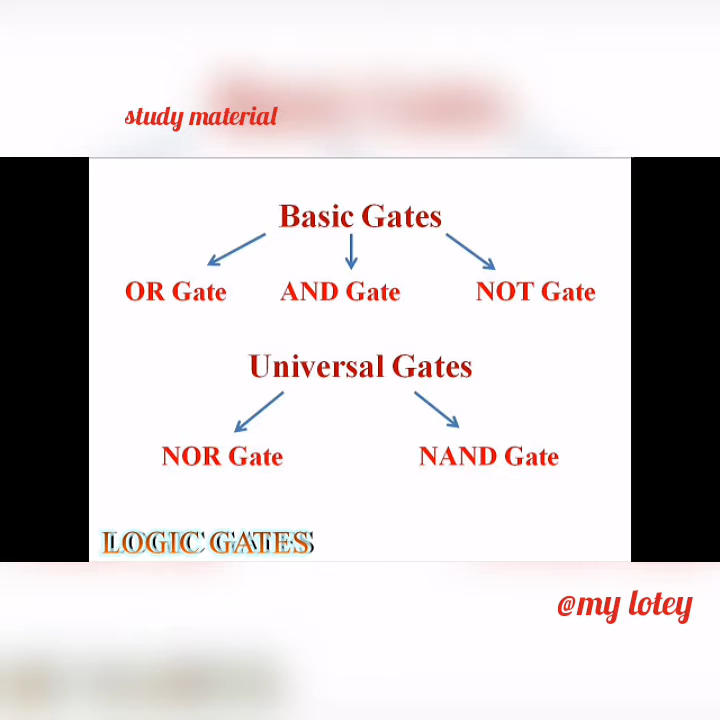 study material
Basic Gates
OR Gate AND Gate NOT Gate
Universal Gates
NOR Gate NAND Gate
LOGIC GATES
@my lotey